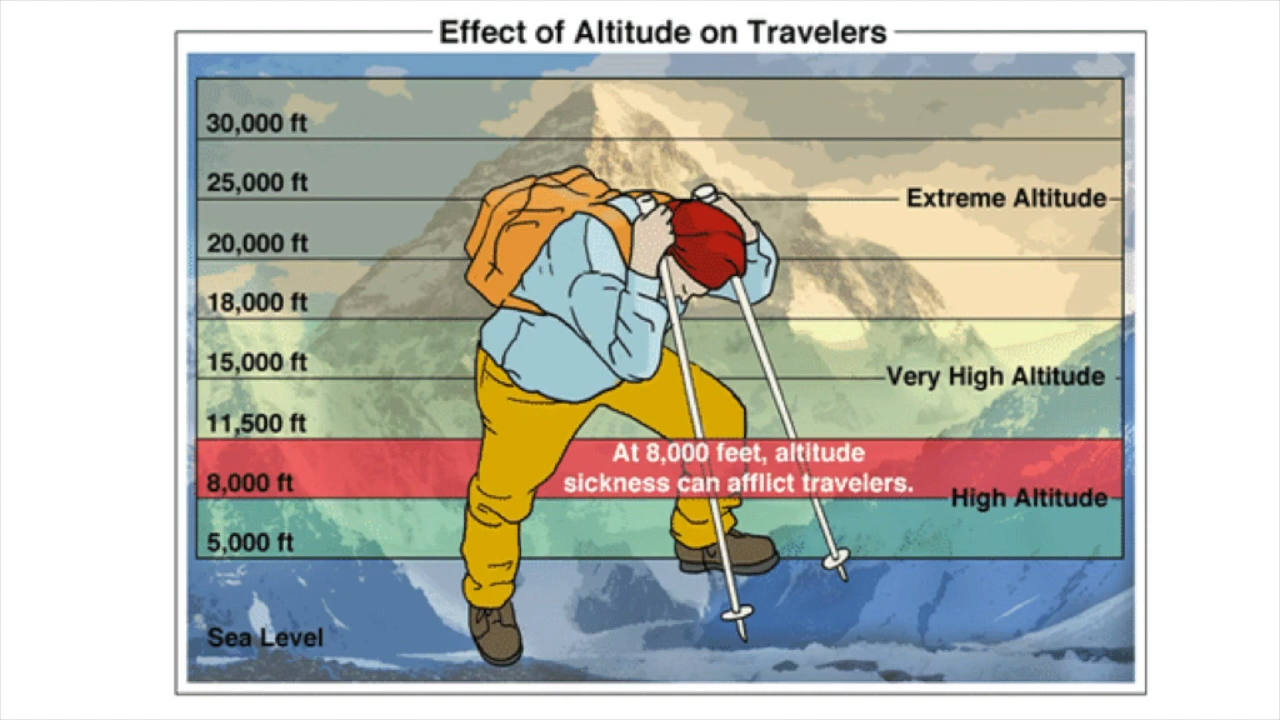 Effect of Altitude on Travelers
30,000 ft
25,000 ft
Extreme Altitude
20,000 ft
18,000 ft
15,000 ft
Very High Altitude
11,500 ft
At 8,000 feet, altitude
sickness can afflict travelers.
8,000 ft
High Altitude
5,000 ft
Sea Level